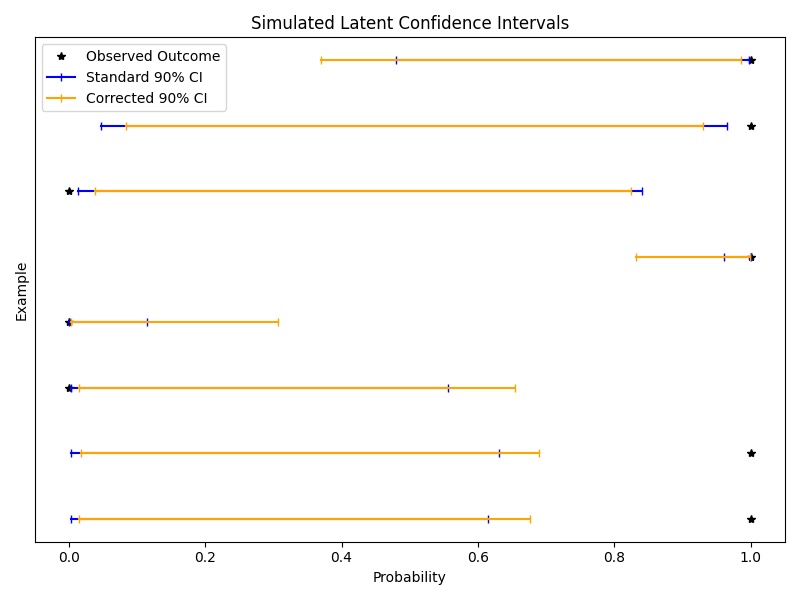 Simulated Latent Confidence Intervals
Observed Outcome
Standard 90% CI
Corrected 90% CI
Example
0.0
0.2
0.4
0.6
0.8
1.0
Probability